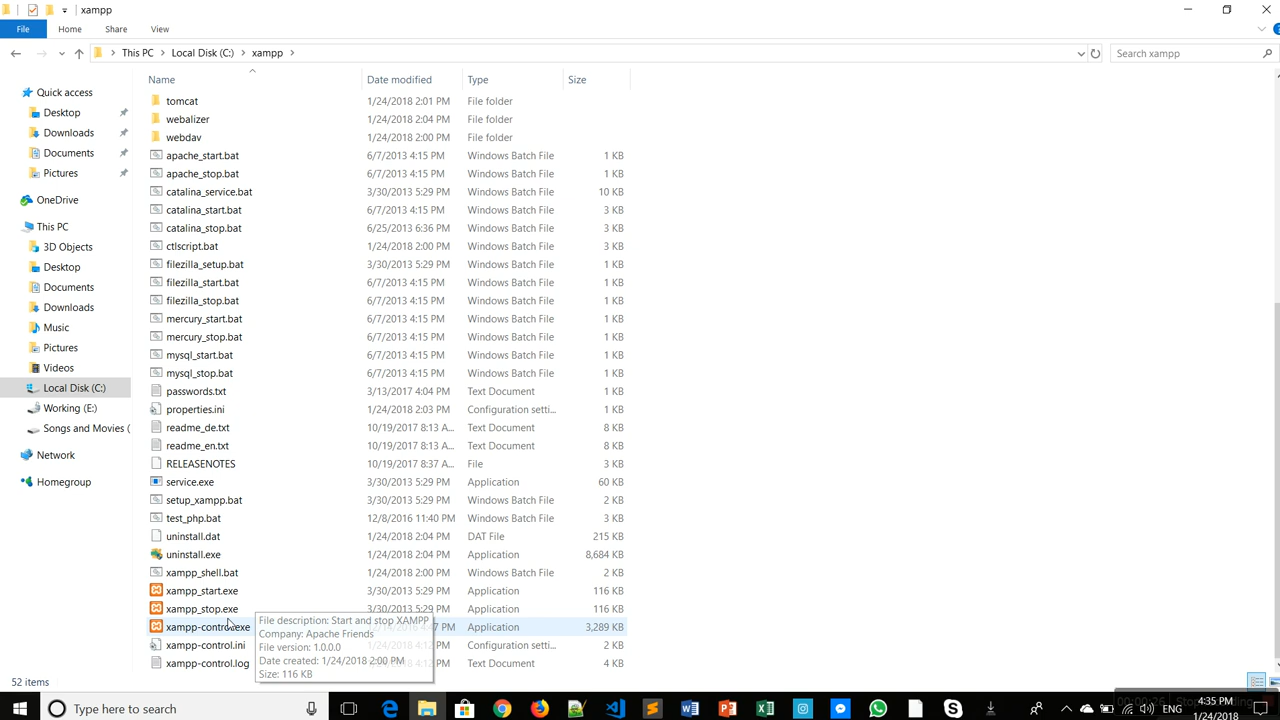 xampp
File Home Share View
This PC Local Disk (C:) xampp Search xampp
Name Date modified Type Size
Quick access
Desktop
Downloads
Documents
Pictures
OneDrive
This PC
3D Objects
Desktop
Documents
Downloads
Music
Pictures
Videos
Local Disk (C:)
Working (E:)
Songs and Movies (
Network
Homegroup
tomcat 1/24/2018 2:01 PM File folder
webalizer 1/24/2018 2:04 PM File folder
webdav 1/24/2018 2:00 PM File folder
apache_start.bat 6/7/2013 4:15 PM Windows Batch File 1 KB
apache_stop.bat 6/7/2013 4:15 PM Windows Batch File 1 KB
catalina_service.bat 3/30/2013 5:29 PM Windows Batch File 10 KB
catalina_start.bat 6/7/2013 4:15 PM Windows Batch File 3 KB
catalina_stop.bat 6/25/2013 6:36 PM Windows Batch File 3 KB
ctlscript.bat 1/24/2018 2:00 PM Windows Batch File 3 KB
filezilla_setup.bat 3/30/2013 5:29 PM Windows Batch File 1 KB
filezilla_start.bat 6/7/2013 4:15 PM Windows Batch File 1 KB
filezilla_stop.bat 6/7/2013 4:15 PM Windows Batch File 1 KB
mercury_start.bat 6/7/2013 4:15 PM Windows Batch File 1 KB
mercury_stop.bat 6/7/2013 4:15 PM Windows Batch File 1 KB
mysql_start.bat 6/7/2013 4:15 PM Windows Batch File 1 KB
mysql_stop.bat 6/7/2013 4:15 PM Windows Batch File 1 KB
passwords.txt 3/13/2017 4:04 PM Text Document 1 KB
properties.ini 1/24/2018 2:03 PM Configuration setti... 1 KB
readme_de.txt 10/19/2017 8:13 A... Text Document 8 KB
readme_en.txt 10/19/2017 8:13 A... Text Document 8 KB
RELEASENOTES 10/19/2017 8:37 A... File 3 KB
service.exe 3/30/2013 5:29 PM Application 60 KB
setup_xampp.bat 3/30/2013 5:29 PM Windows Batch File 2 KB
test_php.bat 12/8/2016 11:40 PM Windows Batch File 3 KB
uninstall.dat 1/24/2018 2:04 PM DAT File 215 KB
uninstall.exe 1/24/2018 2:04 PM Application 8,684 KB
xampp_shell.bat 1/24/2018 2:00 PM Windows Batch File 2 KB
xampp_start.exe 3/30/2013 5:29 PM Application 116 KB
xampp_stop.exe 3/30/2013 5:29 PM Application 116 KB
xampp-control.exe PM Application 3,289 KB
xampp-control.ini PM Configuration setti... 2 KB
xampp-control.log PM Text Document 4 KB
File description: Start and stop XAMPP
Company: Apache Friends
File version: 1.0.0.0
Date created: 1/24/2018 2:00 PM
Size: 116 KB
52 items
Type here to search
ENG
4:35 PM
1/24/2018